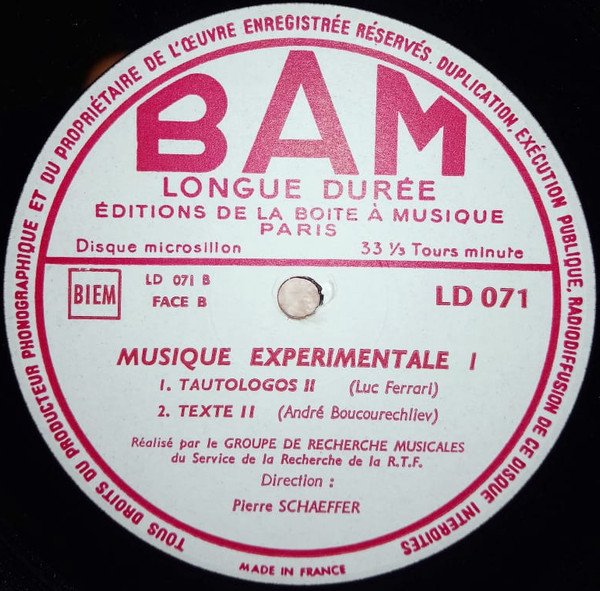 TOUS DROITS DU PRODUCTEUR PHONOGRAPHIQUE ET DU PROPRIÉTAIRE DE L'ŒUVRE ENREGISTRÉE RÉSERVÉS. DUPLICATION, EXÉCUTION PUBLIQUE, RADIODIFFUSION DE CE DISQUE INTERDITES
BAM
LONGUE DURÉE
ÉDITIONS DE LA BOITE À MUSIQUE
PARIS
Disque microsillon 33 ⅓ Tours minute
BIEM
LD 071 B
FACE B
LD 071
MUSIQUE EXPERIMENTALE I
1. TAUTOLOGOS II (Luc Ferrari)
2. TEXTE II (André Boucourechliev)
Réalisé par le GROUPE DE RECHERCHE MUSICALES
du Service de la Recherche de la R.T.F.
Direction :
Pierre SCHAEFFER
MADE IN FRANCE